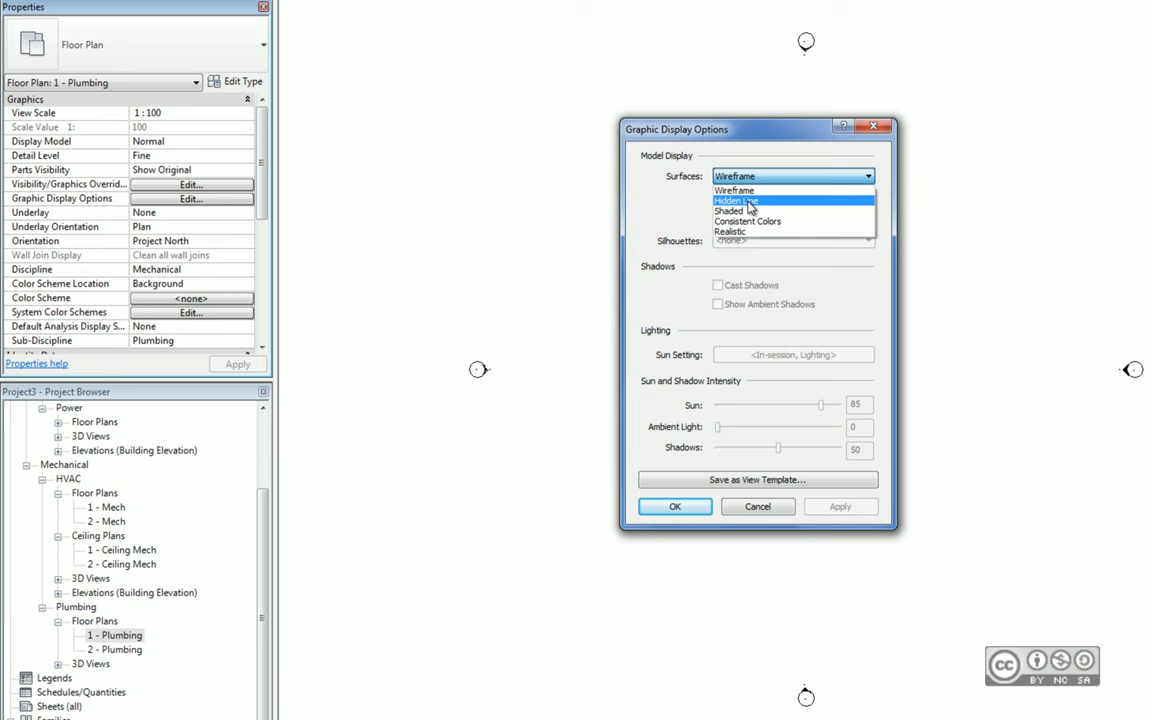 Properties
Floor Plan
Floor Plan: 1 - Plumbing
Edit Type
Graphics
View Scale 1 : 100
Scale Value 1: 100
Display Model Normal
Detail Level Fine
Parts Visibility Show Original
Visibility/Graphics Overrid... Edit...
Graphic Display Options Edit...
Underlay None
Underlay Orientation Plan
Orientation Project North
Wall Join Display Clean all wall joins
Discipline Mechanical
Color Scheme Location Background
Color Scheme <none>
System Color Schemes Edit...
Default Analysis Display S... None
Sub-Discipline Plumbing
Properties help
Apply
Project3 - Project Browser
Power
Floor Plans
3D Views
Elevations (Building Elevation)
Mechanical
HVAC
Floor Plans
1 - Mech
2 - Mech
Ceiling Plans
1 - Ceiling Mech
2 - Ceiling Mech
3D Views
Elevations (Building Elevation)
Plumbing
Floor Plans
1 - Plumbing
2 - Plumbing
3D Views
Legends
Schedules/Quantities
Sheets (all)
Graphic Display Options
Model Display
Surfaces: Wireframe
Wireframe
Hidden Line
Shaded
Consistent Colors
Realistic
Silhouettes: <none>
Shadows
Cast Shadows
Show Ambient Shadows
Lighting
Sun Setting: <In-session, Lighting>
Sun and Shadow Intensity
Sun: 85
Ambient Light: 0
Shadows: 50
Save as View Template...
OK
Cancel
Apply
cc
BY NC SA